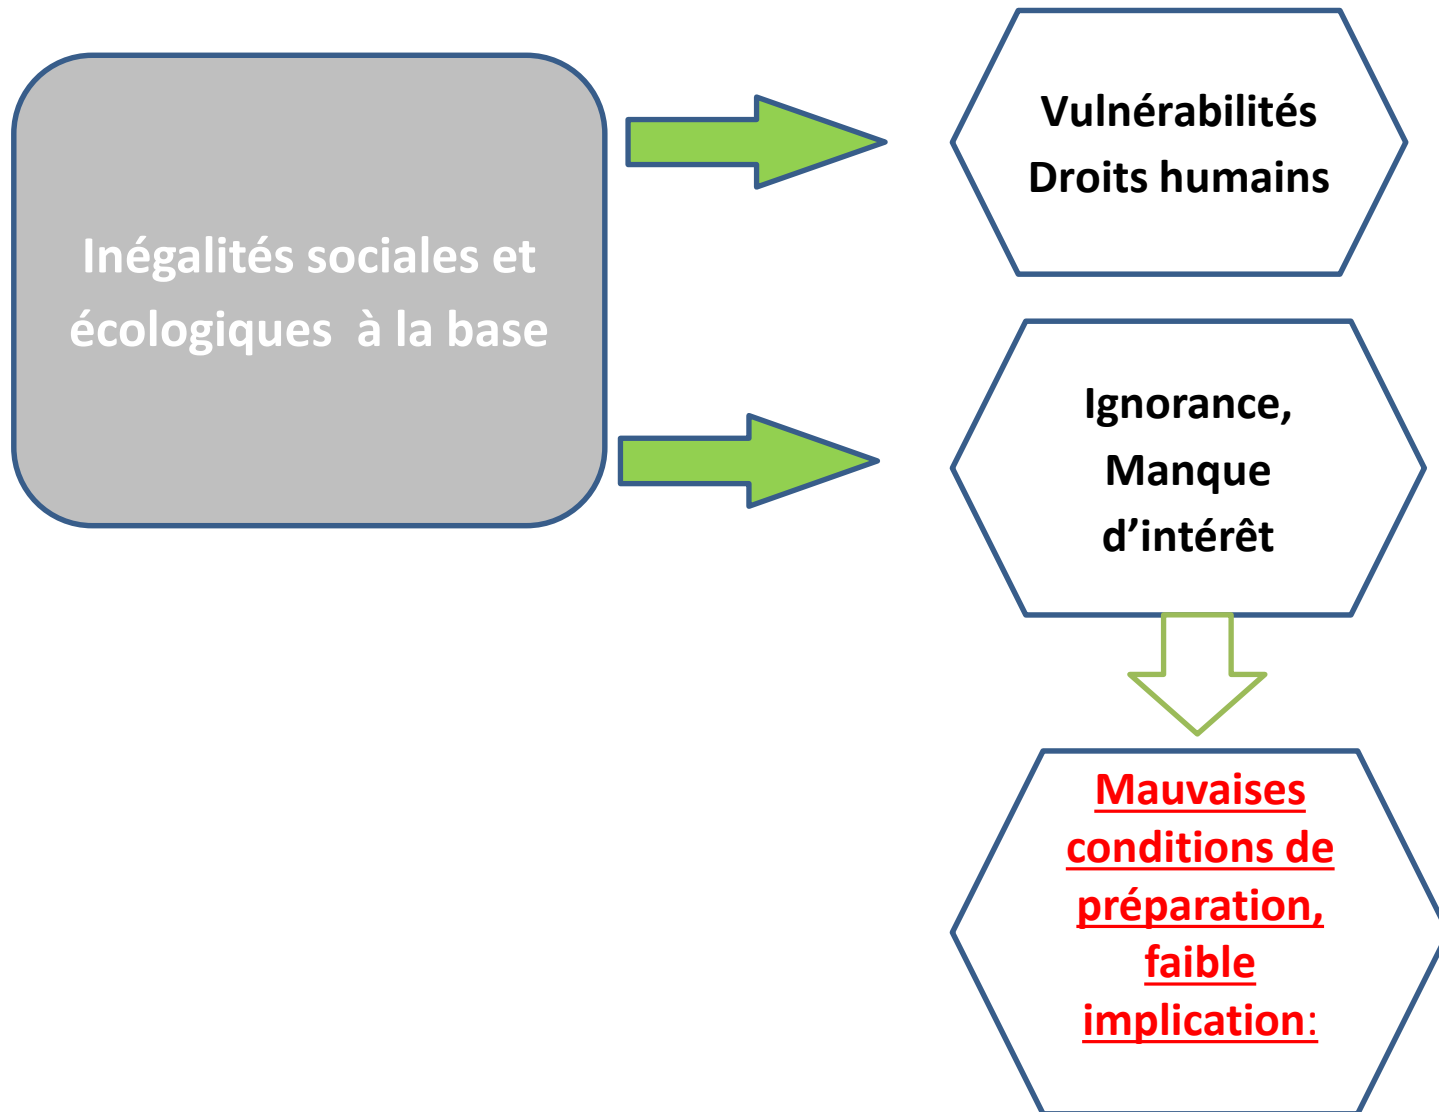 Inégalités sociales et
écologiques  à la base
Vulnérabilités
Droits humains
Ignorance,
Manque
d’intérêt
Mauvaises
conditions de
préparation,
faible
implication: